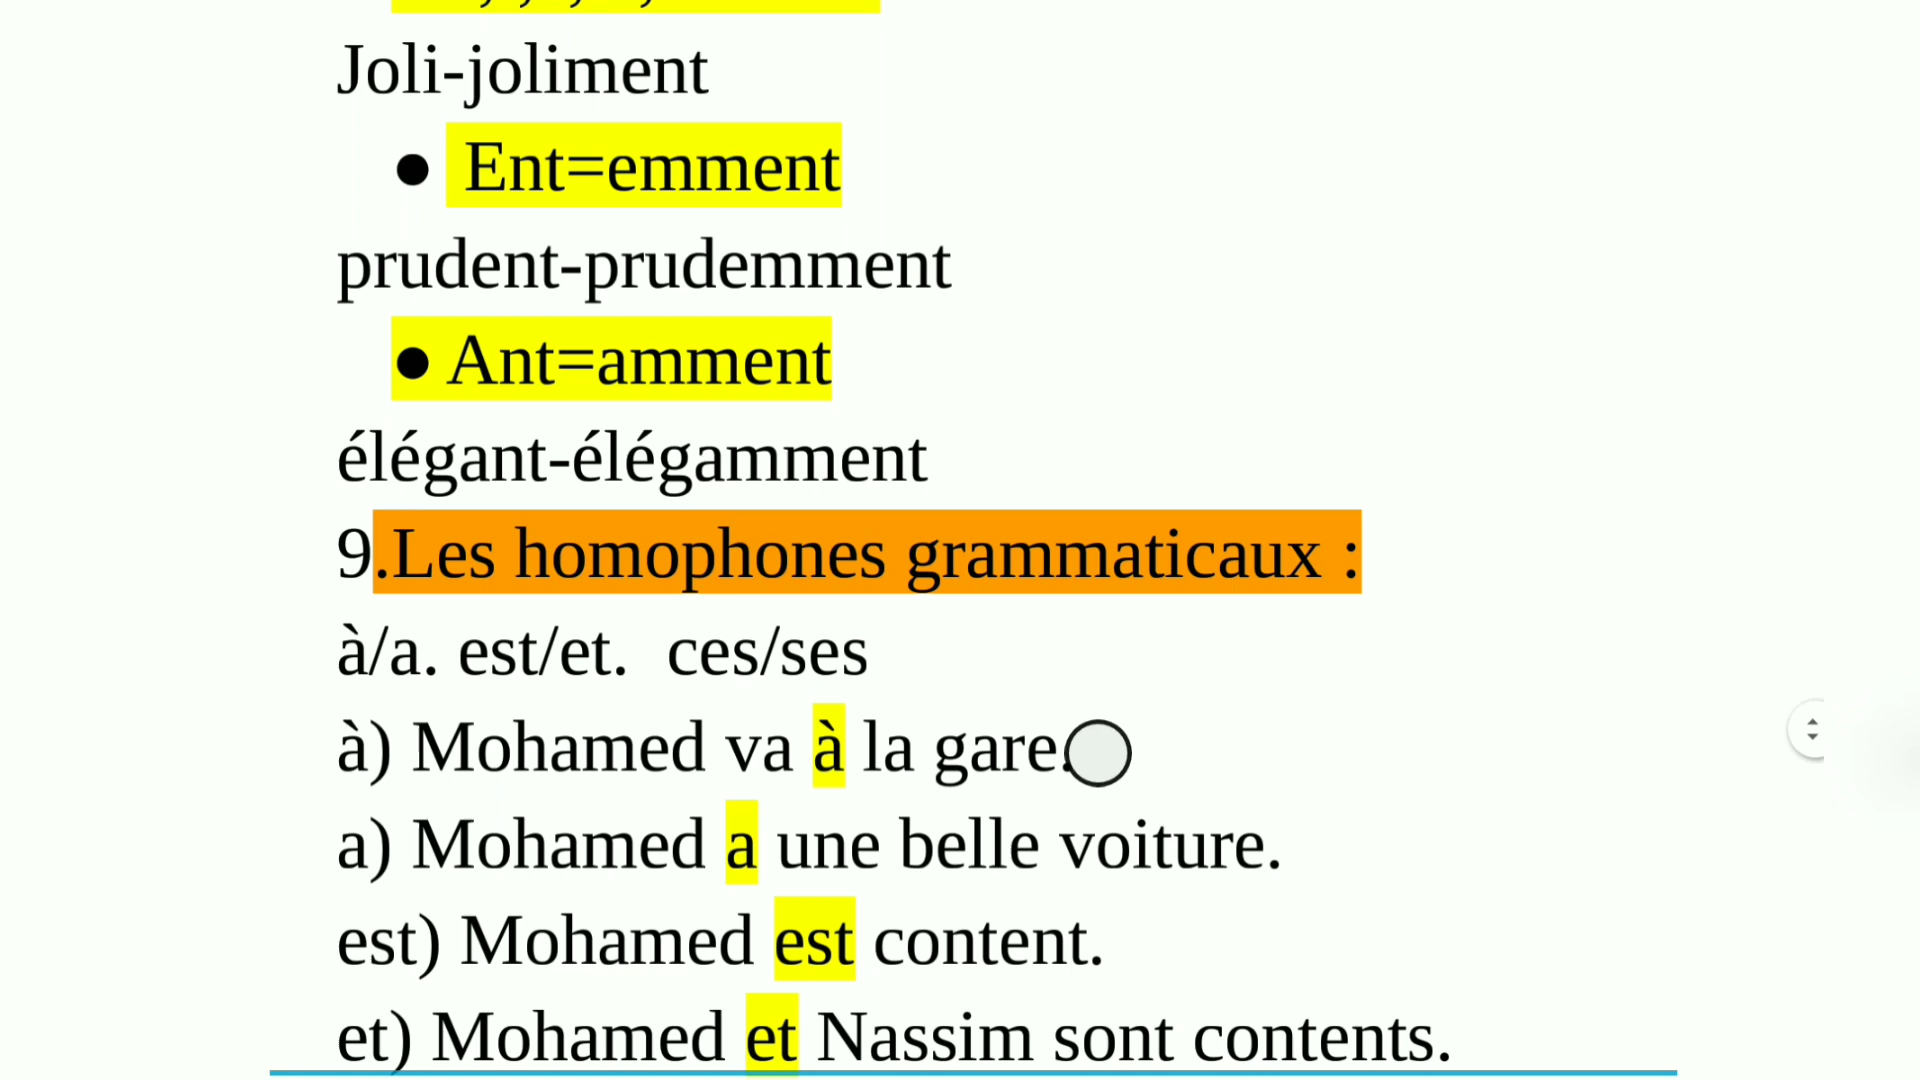 Joli-joliment
● Ent=emment
prudent-prudemment
● Ant=amment
élégant-élégamment
9.Les homophones grammaticaux :
à/a. est/et. ces/ses
à) Mohamed va à la gare.
a) Mohamed a une belle voiture.
est) Mohamed est content.
et) Mohamed et Nassim sont contents.